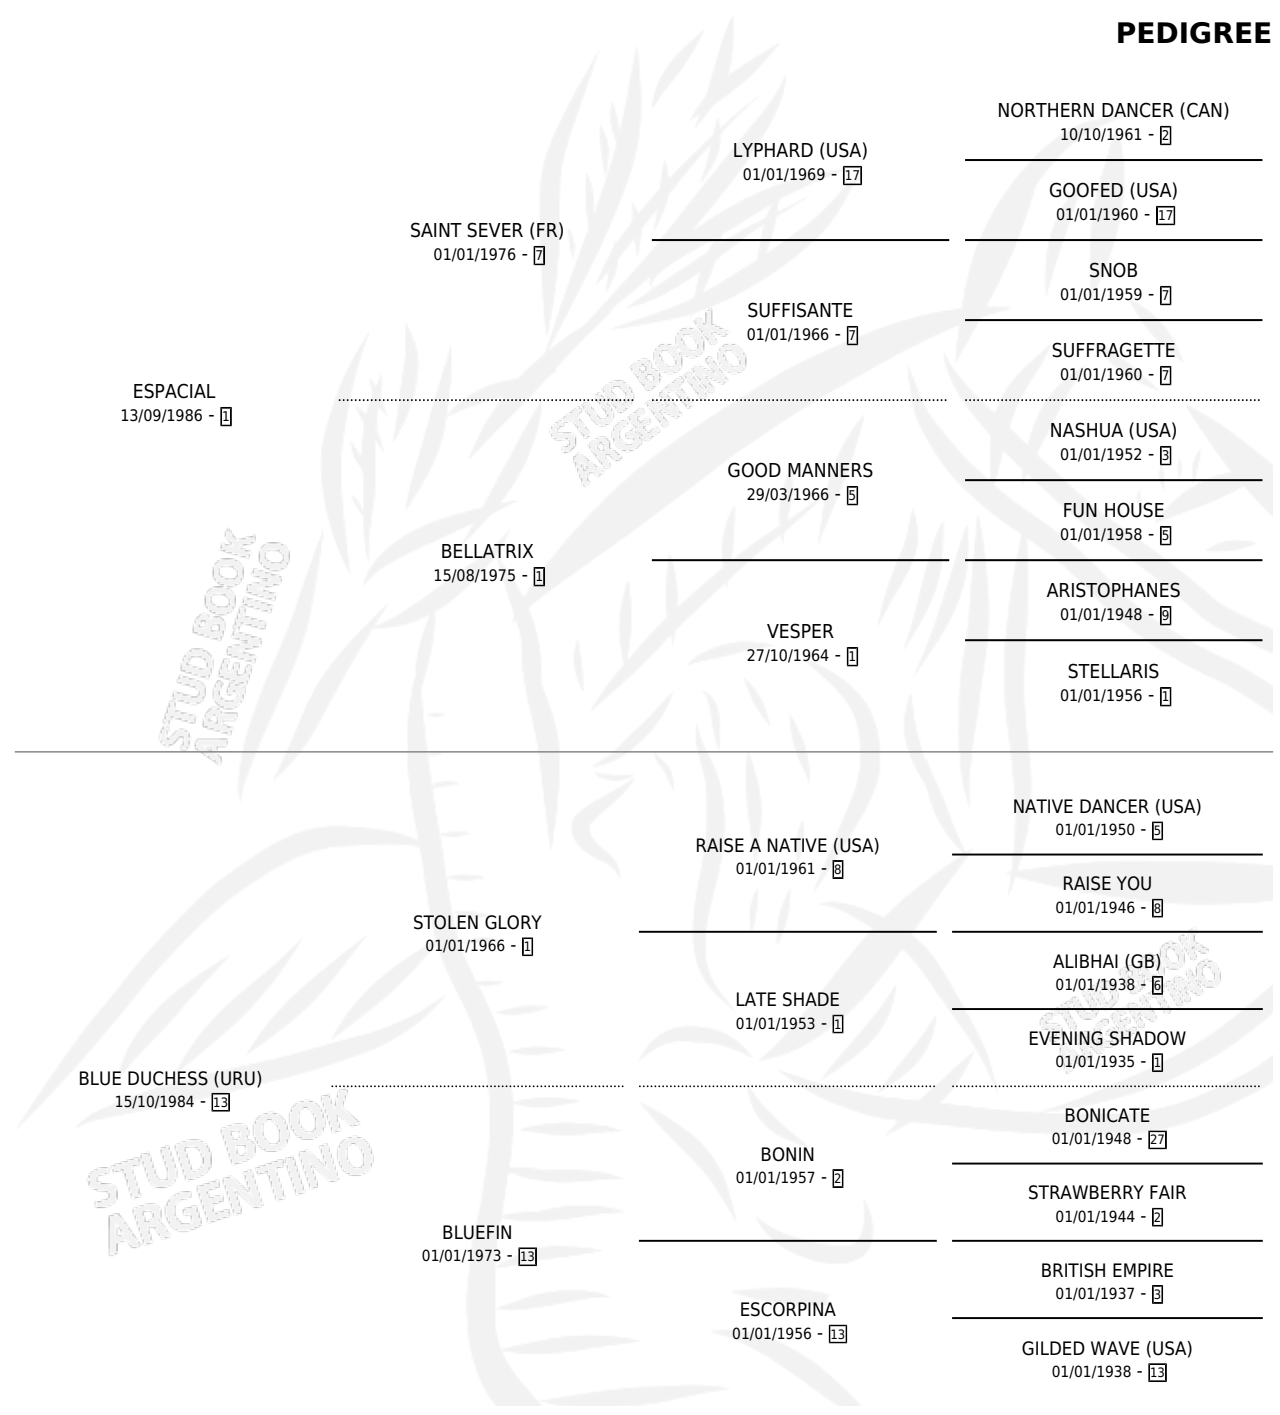 PEDIGREE
NORTHERN DANCER (CAN)
10/10/1961 - 2
LYPHARD (USA)
01/01/1969 - 17
GOOFED (USA)
01/01/1960 - 17
SAINT SEVER (FR)
01/01/1976 - 7
SNOB
01/01/1959 - 7
SUFFISANTE
01/01/1966 - 7
SUFFRAGETTE
01/01/1960 - 7
ESPACIAL
13/09/1986 - 1
NASHUA (USA)
01/01/1952 - 3
GOOD MANNERS
29/03/1966 - 5
FUN HOUSE
01/01/1958 - 5
BELLATRIX
15/08/1975 - 1
ARISTOPHANES
01/01/1948 - 9
VESPER
27/10/1964 - 1
STELLARIS
01/01/1956 - 1
NATIVE DANCER (USA)
01/01/1950 - 5
RAISE A NATIVE (USA)
01/01/1961 - 8
RAISE YOU
01/01/1946 - 8
STOLEN GLORY
01/01/1966 - 1
ALIBHAI (GB)
01/01/1938 - 6
LATE SHADE
01/01/1953 - 1
EVENING SHADOW
01/01/1935 - 1
BLUE DUCHESS (URU)
15/10/1984 - 13
BONICATE
01/01/1948 - 27
BONIN
01/01/1957 - 2
STRAWBERRY FAIR
01/01/1944 - 2
BLUEFIN
01/01/1973 - 13
BRITISH EMPIRE
01/01/1937 - 3
ESCORPINA
01/01/1956 - 13
GILDED WAVE (USA)
01/01/1938 - 13
STUD BOOK
ARGENTINO
STUD BOOK
ARGENTINO
STUD BOOK
ARGENTINO
STUD BOOK
ARGENTINO